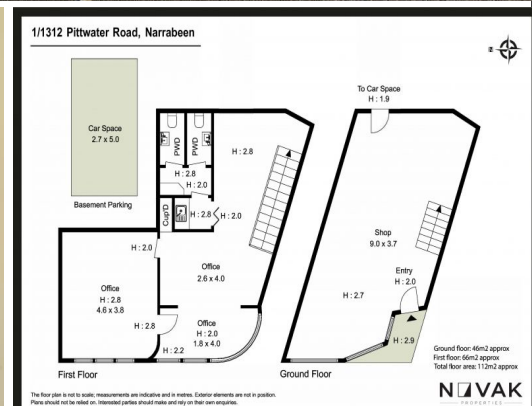 1/1312 Pittwater Road, Narrabeen
N
Car Space
2.7 x 5.0
Basement Parking
To Car Space
H : 1.9
PWD
PWD
H : 2.8
H : 2.8
H : 2.0
Cup'D
H : 2.8
H : 2.0
H : 2.0
Office
2.6 x 4.0
Office
H : 2.8
4.6 x 3.8
H : 2.8
Office
H : 2.0
1.8 x 4.0
H : 2.2
First Floor
Shop
9.0 x 3.7
Entry
H : 2.0
H : 2.7
H : 2.9
Ground Floor
Ground floor: 46m2 approx
First floor: 66m2 approx
Total floor area: 112m2 approx
NOVAK
PROPERTIES
The floor plan is not to scale; measurements are indicative and in metres. Exterior elements are not in position.
Plans should not be relied on. Interested parties should make and rely on their own enquiries.